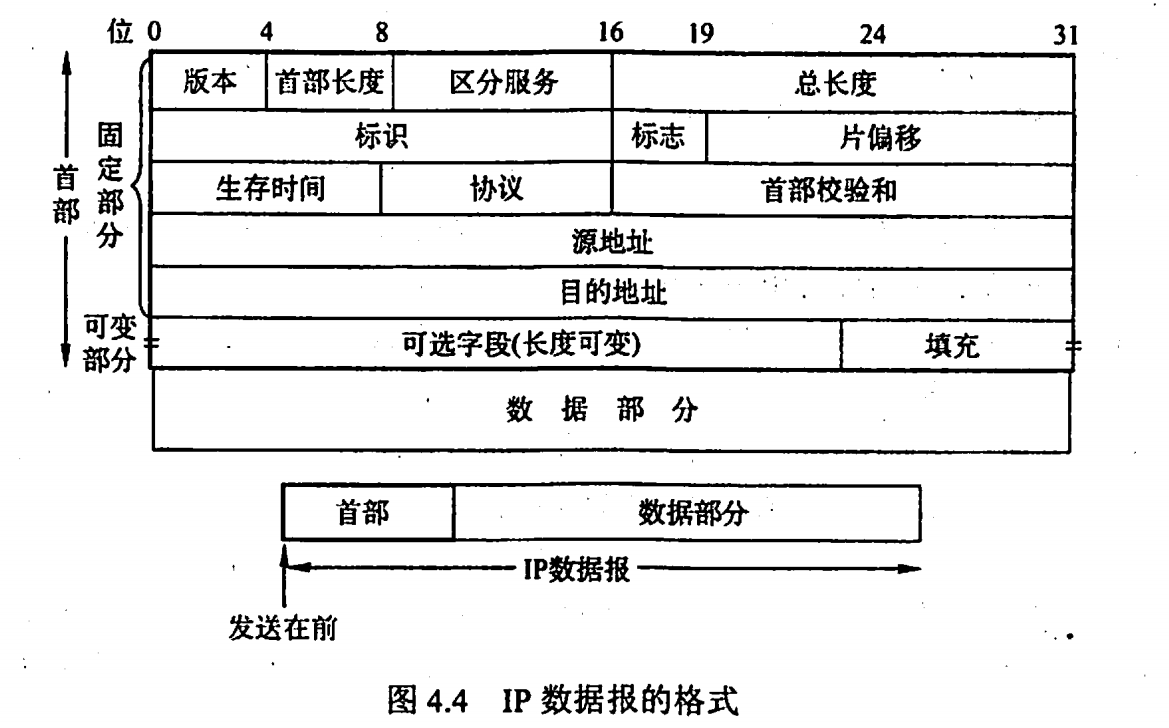 位 0 4 8 16 19 24 31
版本 首部长度 区分服务 总长度
标识 标志 片偏移
生存时间 协议 首部校验和
源地址
目的地址
可选字段(长度可变) 填充
数据部分
首部
固定部分
可变部分
首部 数据部分
IP数据报
发送在前
图 4.4 IP 数据报的格式